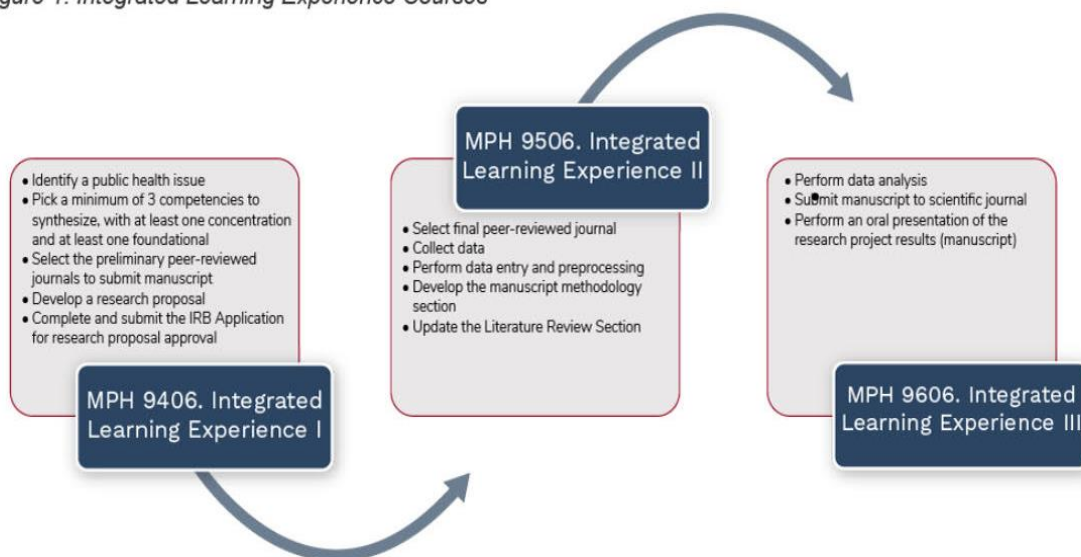 gure 1. Integrated Learning Experience Courses
• Identify a public health issue
• Pick a minimum of 3 competencies to
synthesize, with at least one concentration
and at least one foundational
• Select the preliminary peer-reviewed
journals to submit manuscript
• Develop a research proposal
• Complete and submit the IRB Application
for research proposal approval
MPH 9406. Integrated
Learning Experience I
MPH 9506. Integrated
Learning Experience II
• Select final peer-reviewed journal
• Collect data
• Perform data entry and preprocessing
• Develop the manuscript methodology
section
• Update the Literature Review Section
• Perform data analysis
• Submit manuscript to scientific journal
• Perform an oral presentation of the
research project results (manuscript)
MPH 9606. Integrated
Learning Experience III